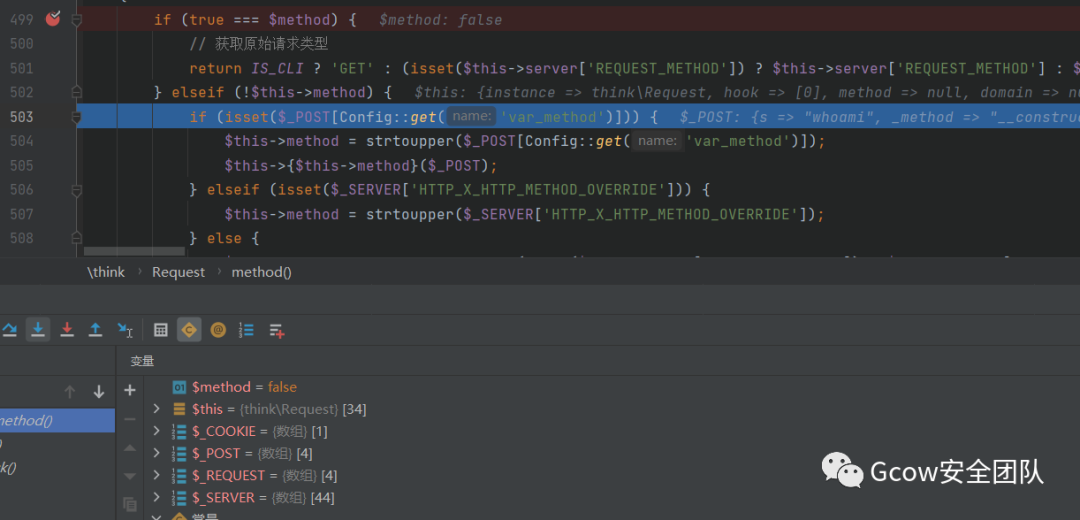 499 if (true === $method) { $method: false
500 // 获取原始请求类型
501 return IS_CLI ? 'GET' : (isset($this->server['REQUEST_METHOD']) ? $this->server['REQUEST_METHOD'] : $
502 } elseif (!$this->method) { $this: {instance => think\Request, hook => [0], method => null, domain => nu
503 if (isset($_POST[Config::get( name: 'var_method')])) { $_POST: {s => "whoami", _method => "__constru
504 $this->method = strtoupper($_POST[Config::get( name: 'var_method')]);
505 $this->{$this->method}($_POST);
506 } elseif (isset($_SERVER['HTTP_X_HTTP_METHOD_OVERRIDE'])) {
507 $this->method = strtoupper($_SERVER['HTTP_X_HTTP_METHOD_OVERRIDE']);
508 } else {
\think › Request › method()
变量
$method = false
$this = {think\Request} [34]
method()
$_COOKIE = {数组} [1]
)
$_POST = {数组} [4]
k()
$_REQUEST = {数组} [4]
$_SERVER = {数组} [44]
常量
Gcow安全团队